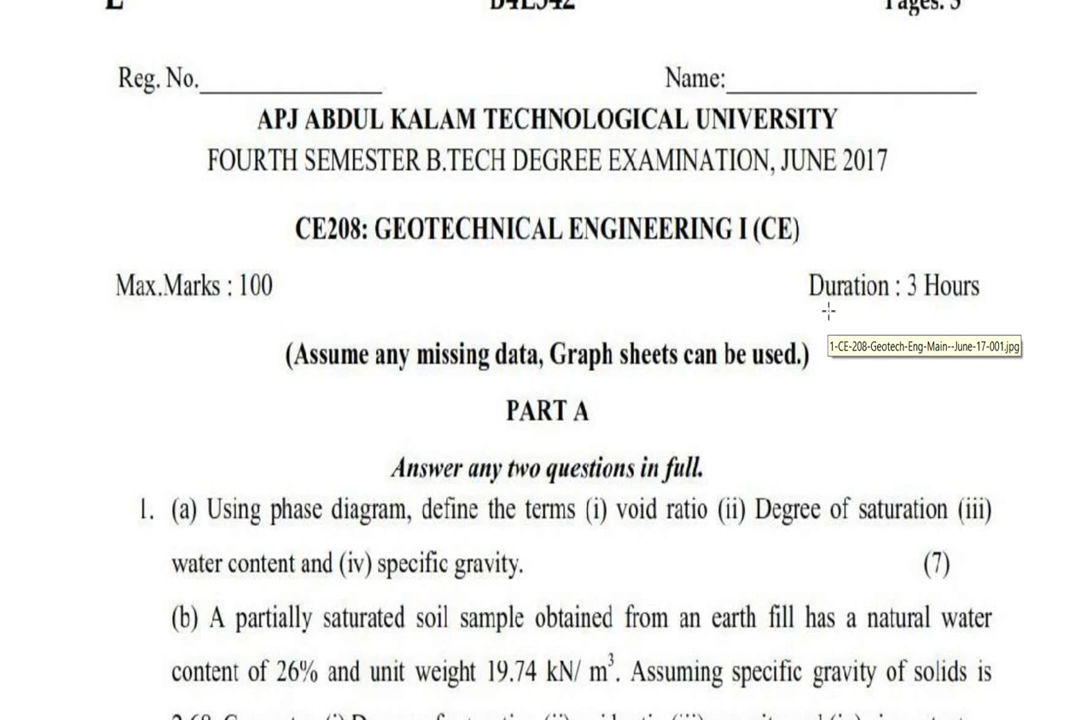 Reg. No.____________ Name:________________
APJ ABDUL KALAM TECHNOLOGICAL UNIVERSITY
FOURTH SEMESTER B.TECH DEGREE EXAMINATION, JUNE 2017
CE208: GEOTECHNICAL ENGINEERING I (CE)
Max.Marks : 100 Duration : 3 Hours
1-CE-208-Geotech-Eng-Main--June-17-001.jpg
(Assume any missing data, Graph sheets can be used.)
PART A
Answer any two questions in full.
1. (a) Using phase diagram, define the terms (i) void ratio (ii) Degree of saturation (iii)
water content and (iv) specific gravity. (7)
(b) A partially saturated soil sample obtained from an earth fill has a natural water
content of 26% and unit weight 19.74 kN/ m³. Assuming specific gravity of solids is